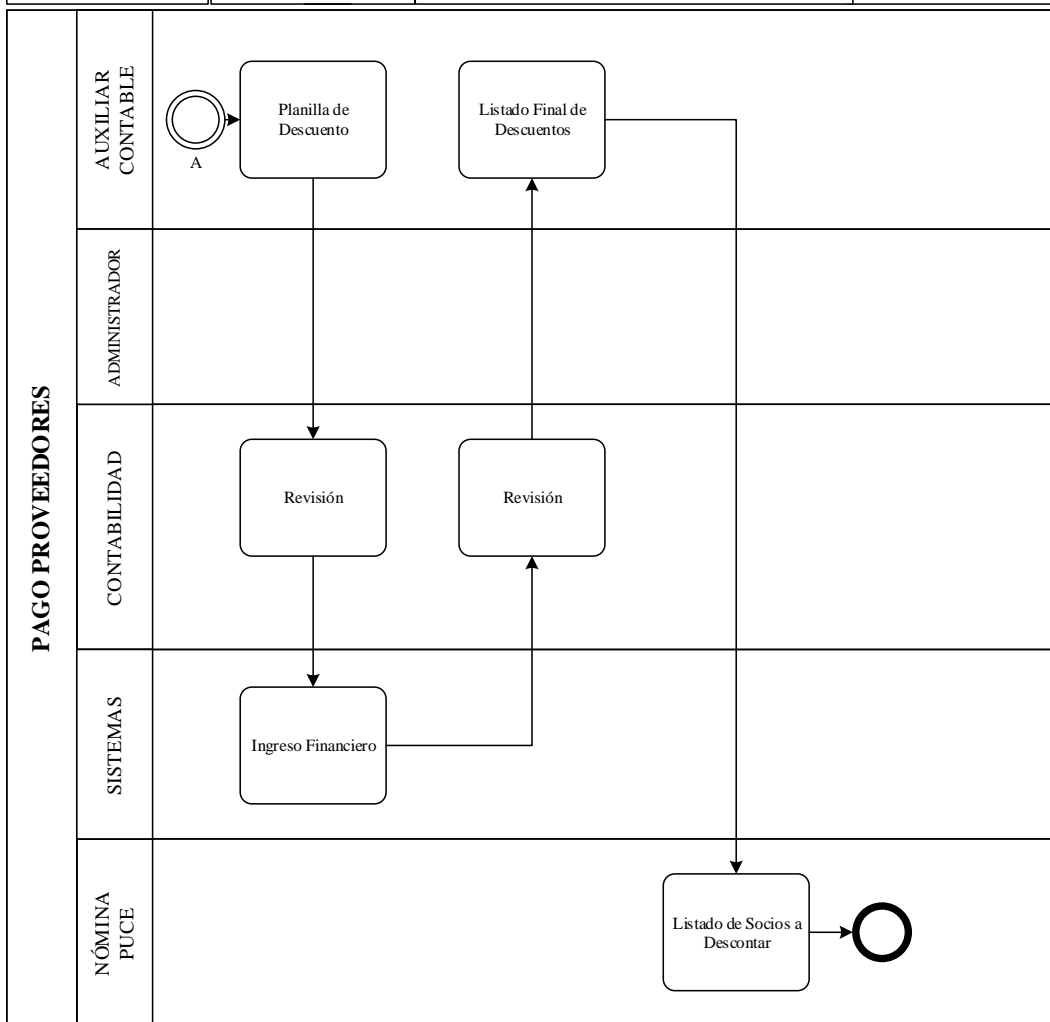 PAGO PROVEEDORES
AUXILIAR
CONTABLE
A
Planilla de
Descuento
Listado Final de
Descuentos
ADMINISTRADOR
CONTABILIDAD
Revisión
Revisión
SISTEMAS
Ingreso Financiero
NÓMINA
PUCE
Listado de Socios a
Descontar